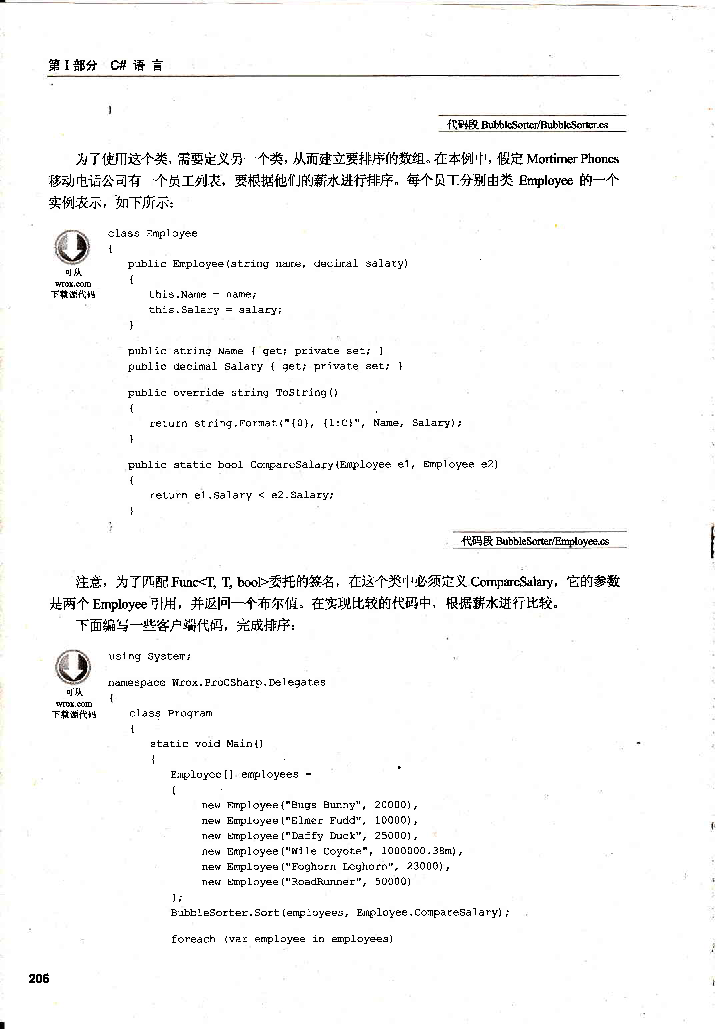 第 I 部分 C# 语 言
}
代码段 BubbleSorter/BubbleSorter.cs
为了使用这个类，需要定义另一个类，从而建立要排序的数组。在本例中，假定 Mortimer Phones
移动电话公司有一个员工列表，要根据他们的薪水进行排序。每个员工分别由类 Employee 的一个
实例表示，如下所示：
class Employee
{
public Employee(string name, decimal salary)
{
this.Name = name;
this.Salary = salary;
}
public string Name { get; private set; }
public decimal Salary { get; private set; }
public override string ToString()
{
return string.Format("{0}, {1:C}", Name, Salary);
}
public static bool CompareSalary(Employee e1, Employee e2)
{
return e1.Salary < e2.Salary;
}
}
可从
wrox.com
下载源代码
代码段 BubbleSorter/Employee.cs
注意，为了匹配 Func<T, T, bool>委托的签名，在这个类中必须定义 CompareSalary，它的参数
是两个 Employee 引用，并返回一个布尔值。在实现比较的代码中，根据薪水进行比较。
下面编写一些客户端代码，完成排序：
using System;
namespace Wrox.ProCSharp.Delegates
{
class Program
{
static void Main()
{
Employee[] employees =
{
new Employee("Bugs Bunny", 20000),
new Employee("Elmer Fudd", 10000),
new Employee("Daffy Duck", 25000),
new Employee("Wile Coyote", 1000000.38m),
new Employee("Foghorn Leghorn", 23000),
new Employee("RoadRunner", 50000)
};
BubbleSorter.Sort(employees, Employee.CompareSalary);
foreach (var employee in employees)
可从
wrox.com
下载源代码
206